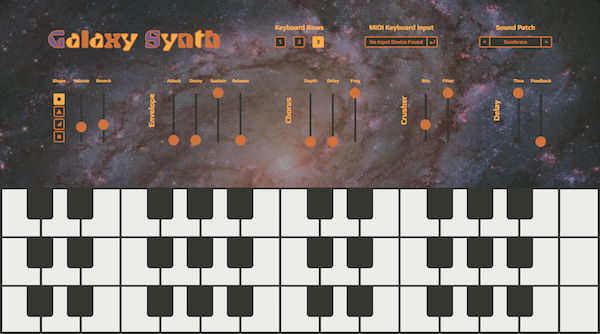 Galaxy Synth
Keyboard Rows
1 2 3
MIDI Keyboard Input
No Input Device Found
Sound Patch
< Sombrero >
Shape Volume Reverb
Envelope
Attack Decay Sustain Release
Chorus
Depth Delay Freq
Crusher
Bits Filter
Delay
Time Feedback